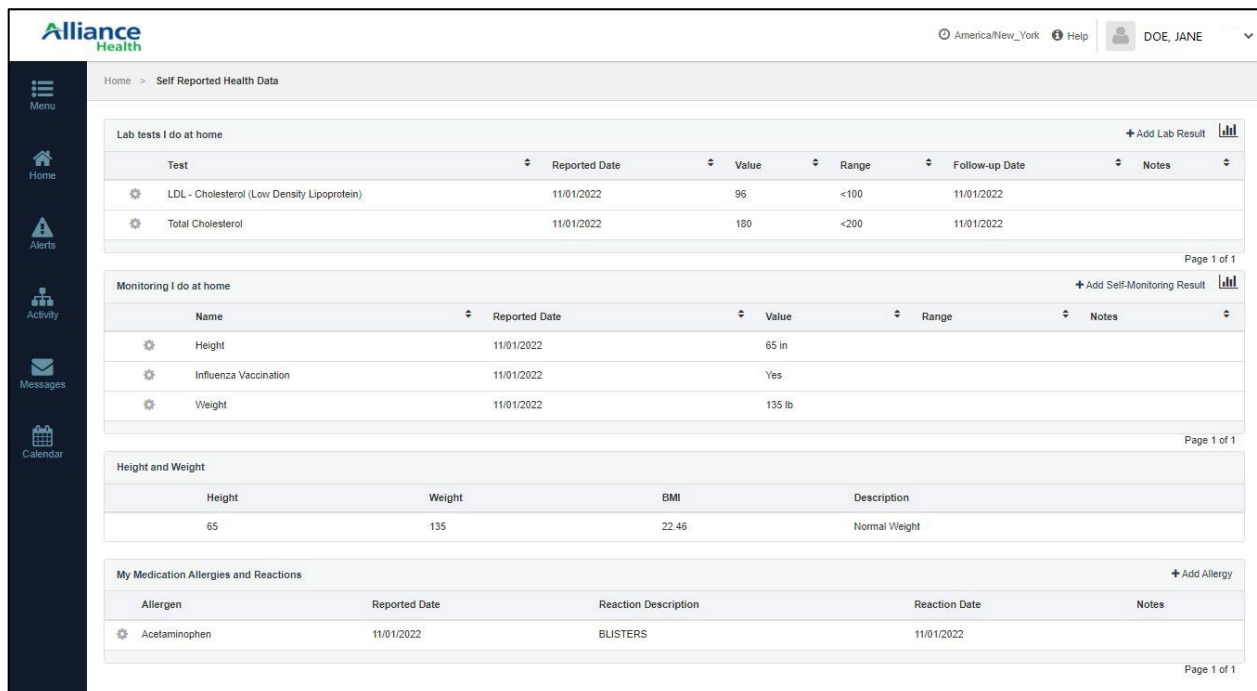 Alliance
Health
America/New_York Help DOE, JANE
Menu
Home > Self Reported Health Data
Home
Alerts
Activity
Messages
Calendar
Lab tests I do at home + Add Lab Result
Test Reported Date Value Range Follow-up Date Notes
LDL - Cholesterol (Low Density Lipoprotein) 11/01/2022 96 <100 11/01/2022
Total Cholesterol 11/01/2022 180 <200 11/01/2022
Page 1 of 1
Monitoring I do at home + Add Self-Monitoring Result
Name Reported Date Value Range Notes
Height 11/01/2022 65 in
Influenza Vaccination 11/01/2022 Yes
Weight 11/01/2022 135 lb
Page 1 of 1
Height and Weight
Height Weight BMI Description
65 135 22.46 Normal Weight
My Medication Allergies and Reactions + Add Allergy
Allergen Reported Date Reaction Description Reaction Date Notes
Acetaminophen 11/01/2022 BLISTERS 11/01/2022
Page 1 of 1